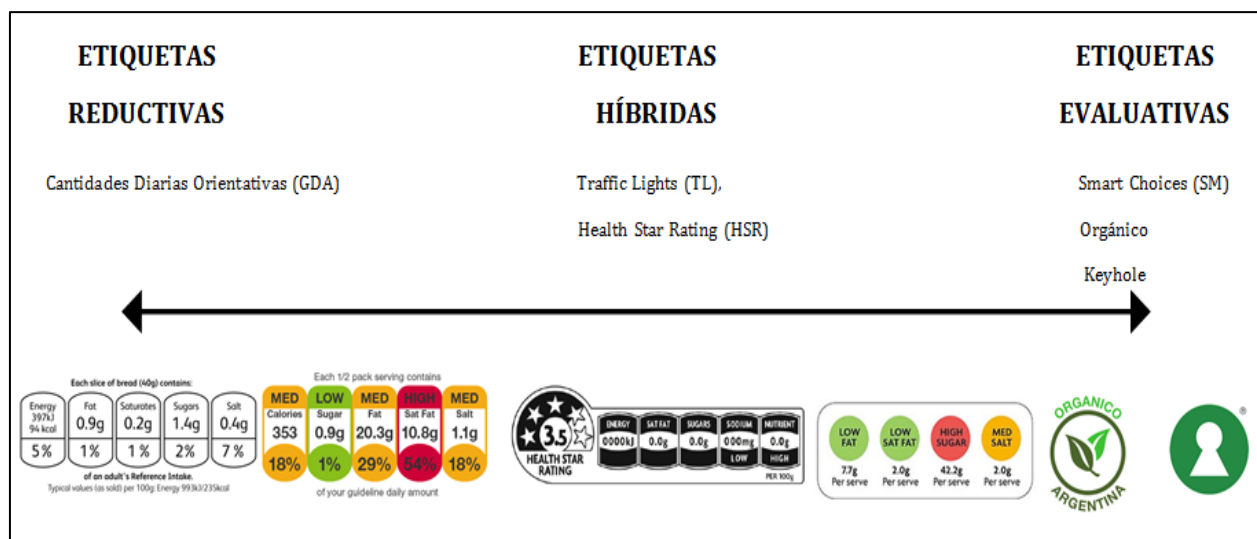 ETIQUETAS
REDUCTIVAS
Cantidades Diarias Orientativas (GDA)
ETIQUETAS
HÍBRIDAS
Traffic Lights (TL),
Health Star Rating (HSR)
ETIQUETAS
EVALUATIVAS
Smart Choices (SM)
Orgánico
Keyhole
Each slice of bread (40g) contains:
Energy Fat Saturates Sugars Salt
397kJ
94 kcal 0.9g 0.2g 1.4g 0.4g
5% 1% 1% 2% 7%
of an adult's Reference Intake.
Typical values (as sold) per 100g: Energy 993kJ/235kcal
Each 1/2 pack serving contains
MED LOW MED HIGH MED
Calories Sugar Fat Sat Fat Salt
353 0.9g 20.3g 10.8g 1.1g
18% 1% 29% 54% 18%
of your guideline daily amount
3.5
HEALTH STAR
RATING
ENERGY SAT FAT SUGARS SODIUM NUTRIENT
0000kJ 0.0g 0.0g 000mg 0.0g
LOW HIGH
PER 100g
LOW
FAT
7.7g
Per serve
LOW
SAT FAT
2.0g
Per serve
HIGH
SUGAR
42.2g
Per serve
MED
SALT
2.0g
Per serve
ORGANICO
ARGENTINA
®